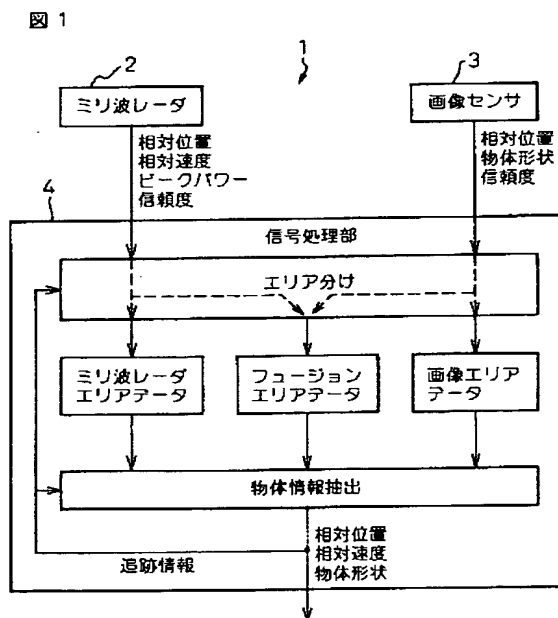 図 1
1
2
3
ミリ波レーダ
画像センサ
相対位置
相対速度
ピークパワー
信頼度
相対位置
物体形状
信頼度
4
信号処理部
エリア分け
ミリ波レーダ
エリアデータ
フュージョン
エリアデータ
画像エリア
データ
物体情報抽出
追跡情報
相対位置
相対速度
物体形状